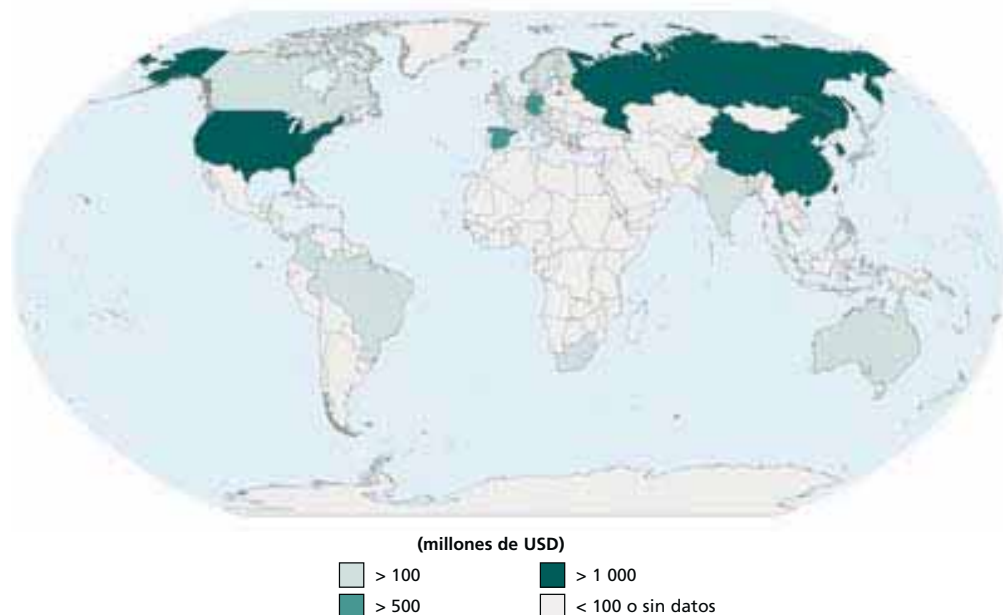 (millones de USD)
> 100
> 1 000
> 500
< 100 o sin datos